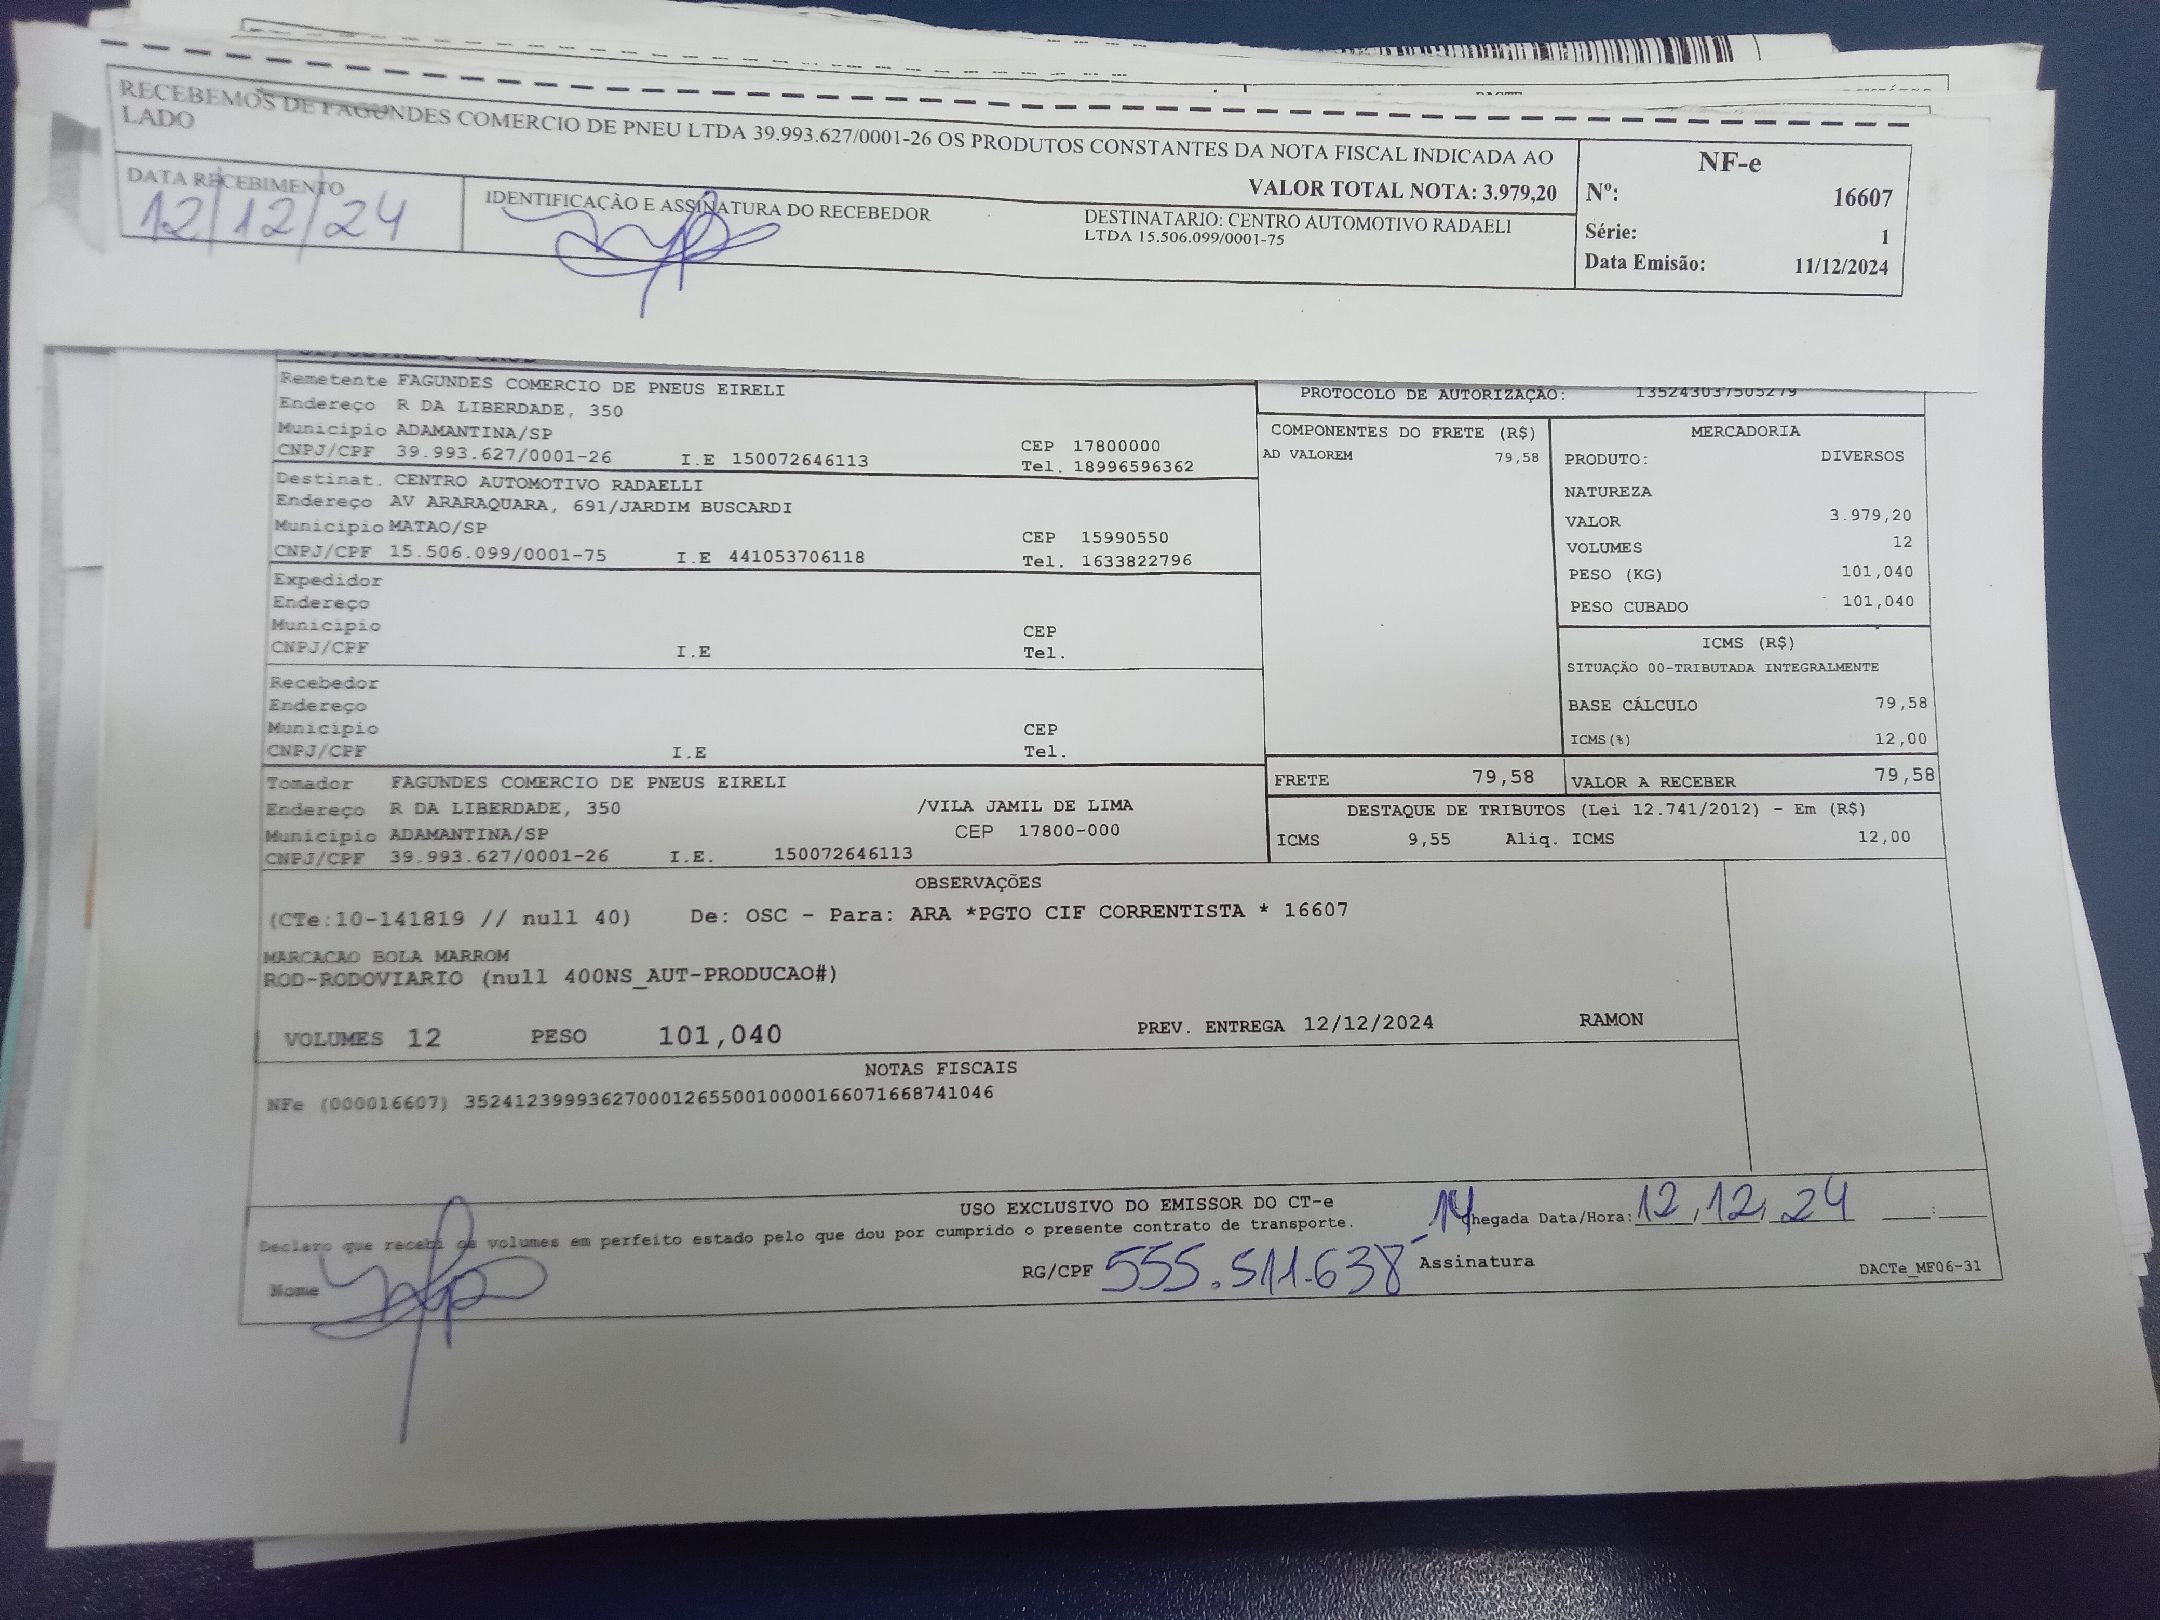 RECEBEMOS DE FAGUNDES COMERCIO DE PNEU LTDA 39.993.627/0001-26 OS PRODUTOS CONSTANTES DA NOTA FISCAL INDICADA AO
LADO
VALOR TOTAL NOTA: 3.979,20
DATA RECEBIMENTO
12/12/24
IDENTIFICAÇÃO E ASSINATURA DO RECEBEDOR
DESTINATARIO: CENTRO AUTOMOTIVO RADAELI
LTDA 15.506.099/0001-75
NF-e
Nº: 16607
Série: 1
Data Emisão: 11/12/2024
Remetente FAGUNDES COMERCIO DE PNEUS EIRELI
Endereço R DA LIBERDADE, 350
Município ADAMANTINA/SP CEP 17800000
CNPJ/CPF 39.993.627/0001-26 I.E 150072646113 Tel. 18996596362
Destinat. CENTRO AUTOMOTIVO RADAELLI
Endereço AV ARARAQUARA, 691/JARDIM BUSCARDI
Município MATAO/SP CEP 15990550
CNPJ/CPF 15.506.099/0001-75 I.E 441053706118 Tel. 1633822796
Expedidor
Endereço
Município CEP
CNPJ/CPF I.E Tel.
Recebedor
Endereço
Município CEP
CNPJ/CPF I.E Tel.
Tomador FAGUNDES COMERCIO DE PNEUS EIRELI
Endereço R DA LIBERDADE, 350 /VILA JAMIL DE LIMA
Município ADAMANTINA/SP CEP 17800-000
CNPJ/CPF 39.993.627/0001-26 I.E. 150072646113
PROTOCOLO DE AUTORIZAÇÃO: 135243037505279
COMPONENTES DO FRETE (R$)
AD VALOREM 79,58
MERCADORIA
PRODUTO: DIVERSOS
NATUREZA
VALOR 3.979,20
VOLUMES 12
PESO (KG) 101,040
PESO CUBADO 101,040
ICMS (R$)
SITUAÇÃO 00-TRIBUTADA INTEGRALMENTE
BASE CÁLCULO 79,58
ICMS(%) 12,00
FRETE 79,58 VALOR A RECEBER 79,58
DESTAQUE DE TRIBUTOS (Lei 12.741/2012) - Em (R$)
ICMS 9,55 Aliq. ICMS 12,00
OBSERVAÇÕES
(CTe:10-141819 // null 40) De: OSC - Para: ARA *PGTO CIF CORRENTISTA * 16607
MARCACAO BOLA MARROM
ROD-RODOVIARIO (null 400NS_AUT-PRODUCAO#)
VOLUMES 12 PESO 101,040 PREV. ENTREGA 12/12/2024 RAMON
NOTAS FISCAIS
NFe (000016607) 35241239993627000126550010000166071668741046
USO EXCLUSIVO DO EMISSOR DO CT-e
Declaro que recebi os volumes em perfeito estado pelo que dou por cumprido o presente contrato de transporte.
hegada Data/Hora: 12,12,24 __:__
Nome RG/CPF 555.511.638-14 Assinatura
DACTe_MF06-31